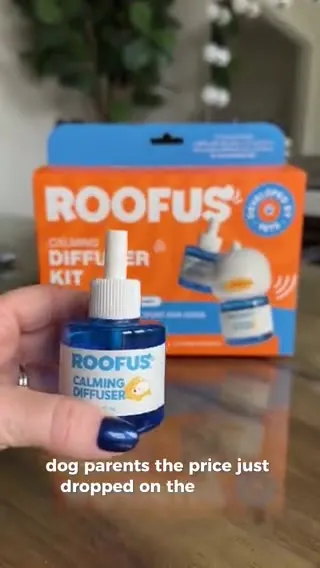 ROOFUS
DEVELOPED BY
VETS
CALMING
DIFFUSER
KIT
ROOFUS
CALMING
DIFFUSER
dog parents the price just
dropped on the